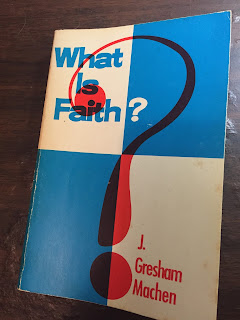 What
Is
Faith?
J.
Gresham
Machen